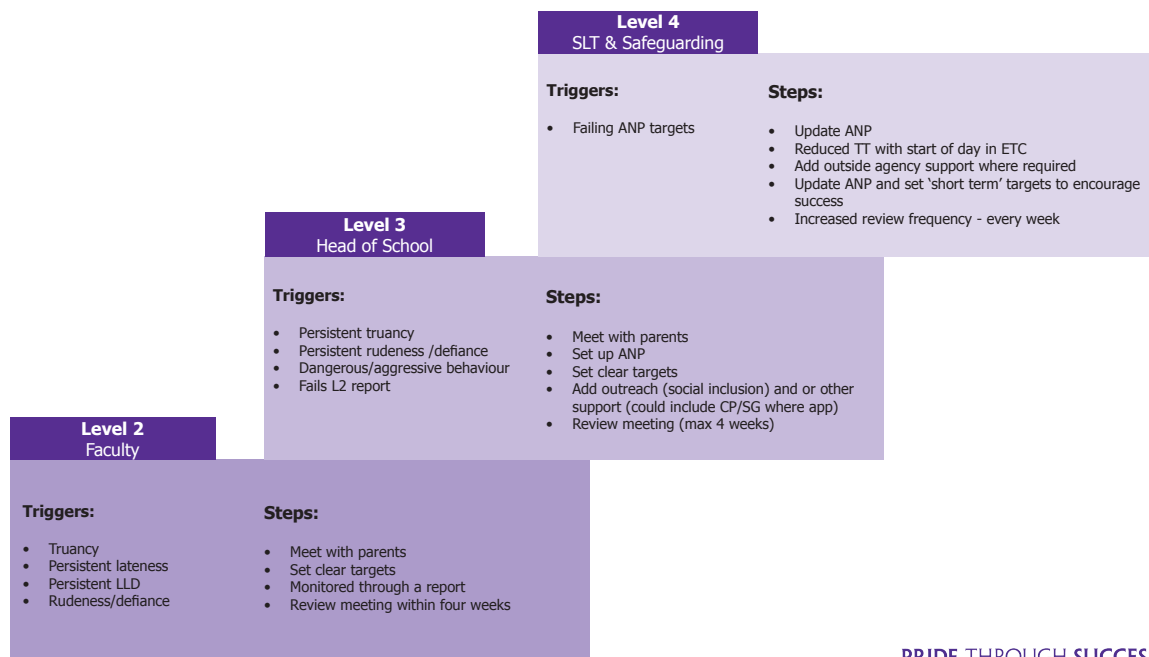 Level 4
SLT & Safeguarding
Triggers:
• Failing ANP targets
Steps:
• Update ANP
• Reduced TT with start of day in ETC
• Add outside agency support where required
• Update ANP and set ‘short term’ targets to encourage
success
• Increased review frequency - every week
Level 3
Head of School
Triggers:
• Persistent truancy
• Persistent rudeness /defiance
• Dangerous/aggressive behaviour
• Fails L2 report
Steps:
• Meet with parents
• Set up ANP
• Set clear targets
• Add outreach (social inclusion) and or other
support (could include CP/SG where app)
• Review meeting (max 4 weeks)
Level 2
Faculty
Triggers:
• Truancy
• Persistent lateness
• Persistent LLD
• Rudeness/defiance
Steps:
• Meet with parents
• Set clear targets
• Monitored through a report
• Review meeting within four weeks
PRIDE THROUGH SUCCES